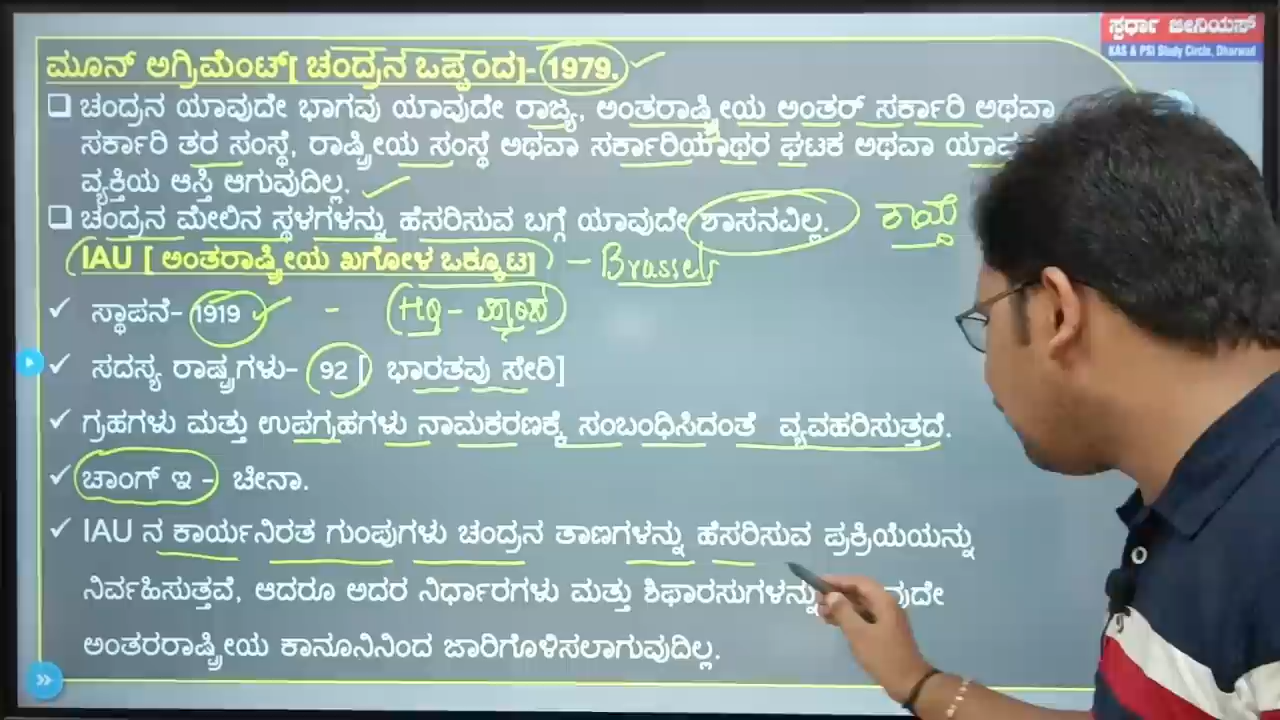 ಸ್ಪರ್ಧಾ ಜೀನಿಯಸ್
KAS & PSI Study Circle, Dharwad
ಮೂನ್ ಅಗ್ರಿಮೆಂಟ್[ ಚಂದ್ರನ ಒಪ್ಪಂದ]- 1979.
ಚಂದ್ರನ ಯಾವುದೇ ಭಾಗವು ಯಾವುದೇ ರಾಜ್ಯ, ಅಂತರಾಷ್ಟ್ರೀಯ ಅಂತರ್ ಸರ್ಕಾರಿ ಅಥವಾ
ಸರ್ಕಾರಿ ತರ ಸಂಸ್ಥೆ, ರಾಷ್ಟ್ರೀಯ ಸಂಸ್ಥೆ ಅಥವಾ ಸರ್ಕಾರಿಯಾಥರ ಘಟಕ ಅಥವಾ
ವ್ಯಕ್ತಿಯ ಆಸ್ತಿ ಆಗುವುದಿಲ್ಲ.
ಚಂದ್ರನ ಮೇಲಿನ ಸ್ಥಳಗಳನ್ನು ಹೆಸರಿಸುವ ಬಗ್ಗೆ ಯಾವುದೇ ಶಾಸನವಿಲ್ಲ.
IAU [ ಅಂತರಾಷ್ಟ್ರೀಯ ಖಗೋಳ ಒಕ್ಕೂಟ] – Brassels
ಸ್ಥಾಪನೆ- 1919 - (HQ -
ಸದಸ್ಯ ರಾಷ್ಟ್ರಗಳು- 92 [ ಭಾರತವು ಸೇರಿ]
ಗ್ರಹಗಳು ಮತ್ತು ಉಪಗ್ರಹಗಳು ನಾಮಕರಣಕ್ಕೆ ಸಂಬಂಧಿಸಿದಂತೆ ವ್ಯವಹರಿಸುತ್ತದೆ.
ಚಾಂಗ್ ಇ - ಚೀನಾ.
IAU ನ ಕಾರ್ಯನಿರತ ಗುಂಪುಗಳು ಚಂದ್ರನ ತಾಣಗಳನ್ನು ಹೆಸರಿಸುವ ಪ್ರಕ್ರಿಯೆಯನ್ನು
ನಿರ್ವಹಿಸುತ್ತವೆ, ಆದರೂ ಅದರ ನಿರ್ಧಾರಗಳು ಮತ್ತು ಶಿಫಾರಸುಗಳನ್ನು
ಅಂತರರಾಷ್ಟ್ರೀಯ ಕಾನೂನಿನಿಂದ ಜಾರಿಗೊಳಿಸಲಾಗುವುದಿಲ್ಲ.